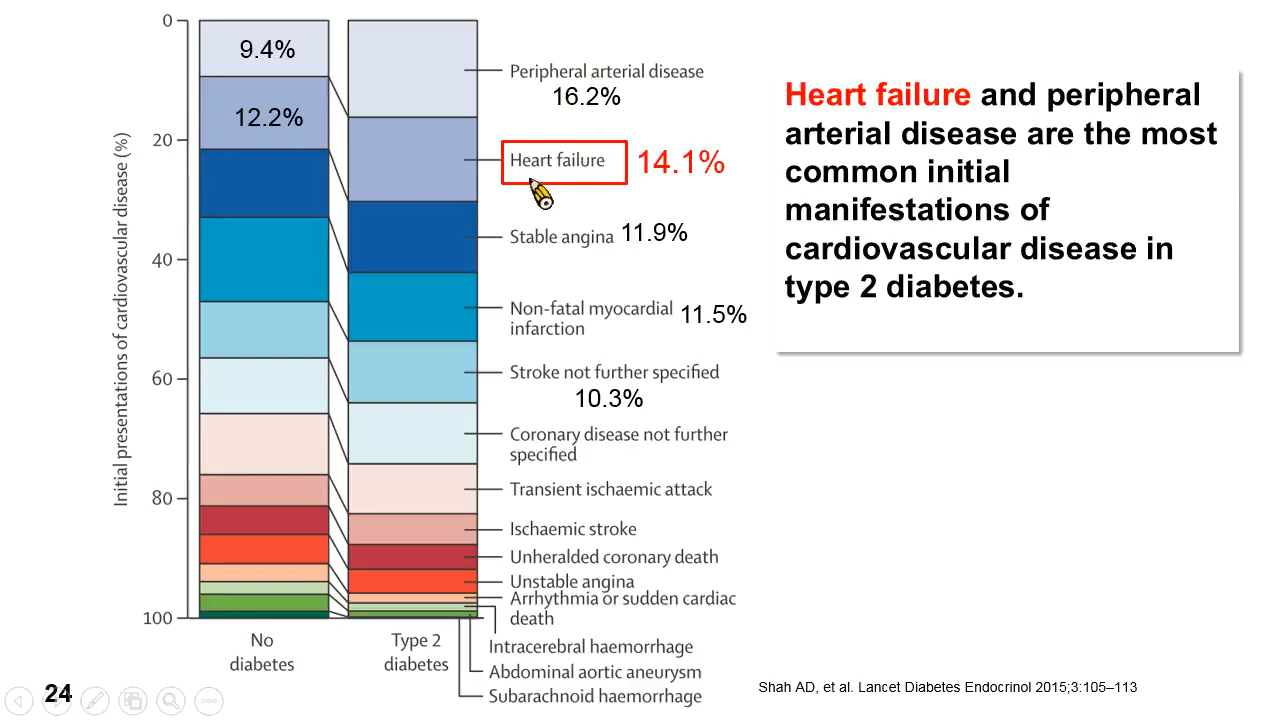 0
20
40
60
80
100
Initial presentations of cardiovascular disease (%)
9.4%
12.2%
Peripheral arterial disease
16.2%
Heart failure
14.1%
Stable angina
11.9%
Non-fatal myocardial
infarction
11.5%
Stroke not further specified
10.3%
Coronary disease not further
specified
Transient ischaemic attack
Ischaemic stroke
Unheralded coronary death
Unstable angina
Arrhythmia or sudden cardiac
death
Intracerebral haemorrhage
Abdominal aortic aneurysm
Subarachnoid haemorrhage
No
diabetes
Type 2
diabetes
Heart failure and peripheral
arterial disease are the most
common initial
manifestations of
cardiovascular disease in
type 2 diabetes.
24
Shah AD, et al. Lancet Diabetes Endocrinol 2015;3:105–113